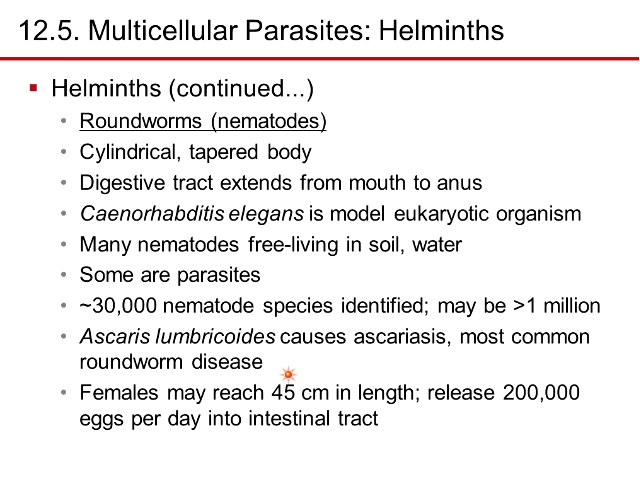 12.5. Multicellular Parasites: Helminths
Helminths (continued...)
Roundworms (nematodes)
Cylindrical, tapered body
Digestive tract extends from mouth to anus
Caenorhabditis elegans is model eukaryotic organism
Many nematodes free-living in soil, water
Some are parasites
~30,000 nematode species identified; may be >1 million
Ascaris lumbricoides causes ascariasis, most common
roundworm disease
Females may reach 45 cm in length; release 200,000
eggs per day into intestinal tract